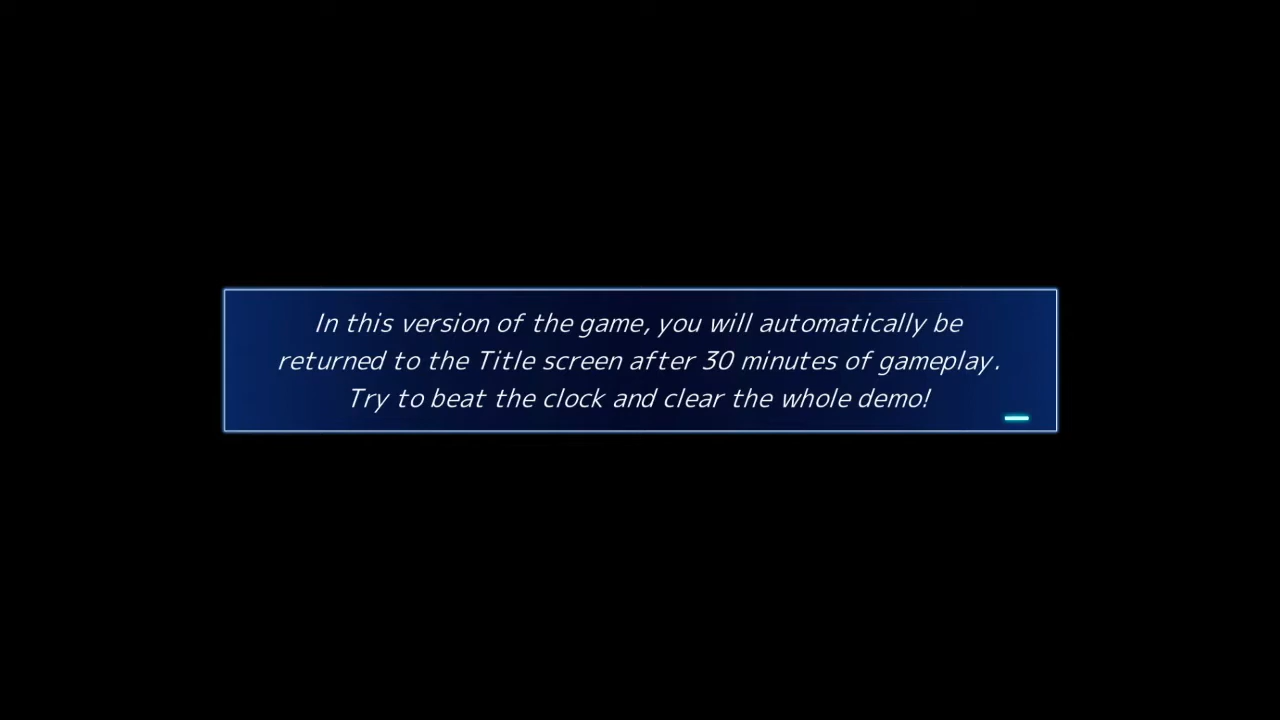 In this version of the game, you will automatically be
returned to the Title screen after 30 minutes of gameplay.
Try to beat the clock and clear the whole demo!